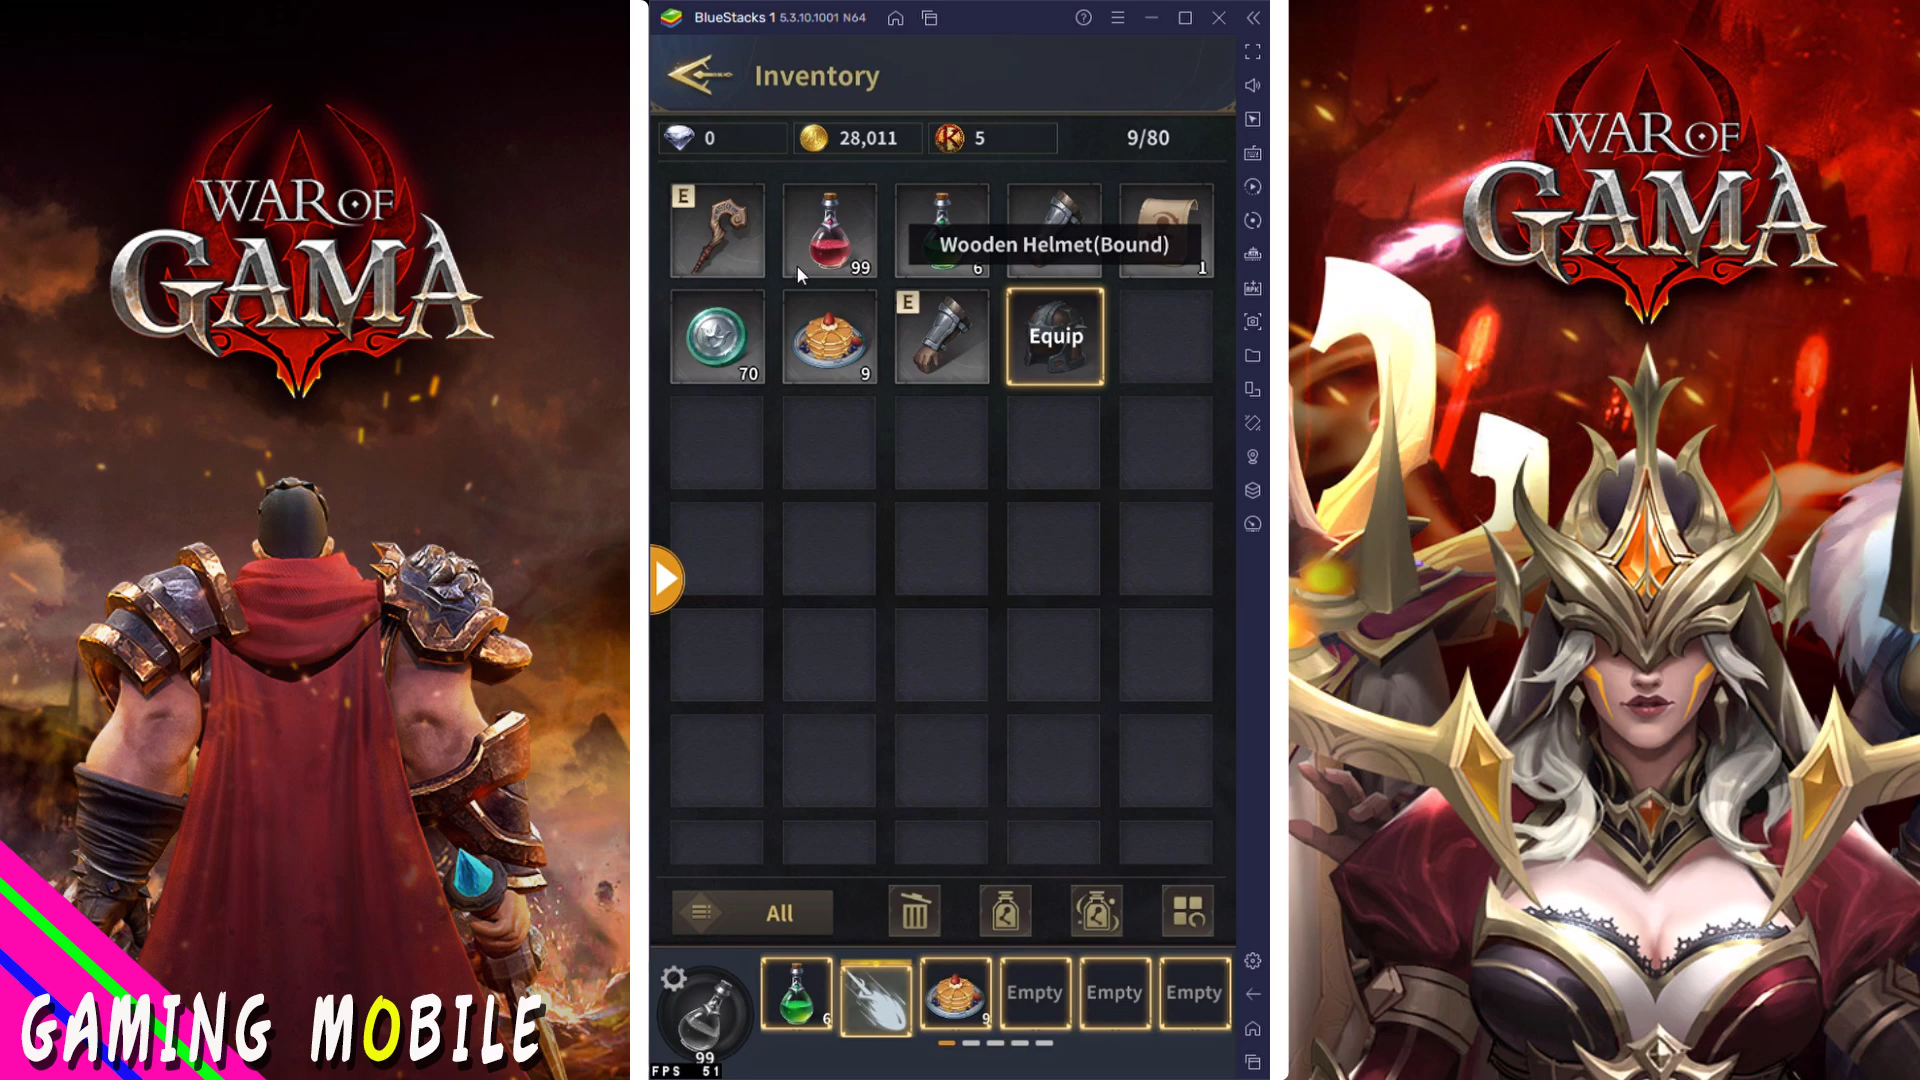 WAR OF
GAMA
GAMING MOBILE
BlueStacks 1 5.3.10.1001 N64
Inventory
0
28,011
5
9/80
E
99
6
1
Wooden Helmet(Bound)
70
9
E
Equip
All
99
6
9
Empty
Empty
Empty
FPS 51
RPK
WAR OF
GAMA